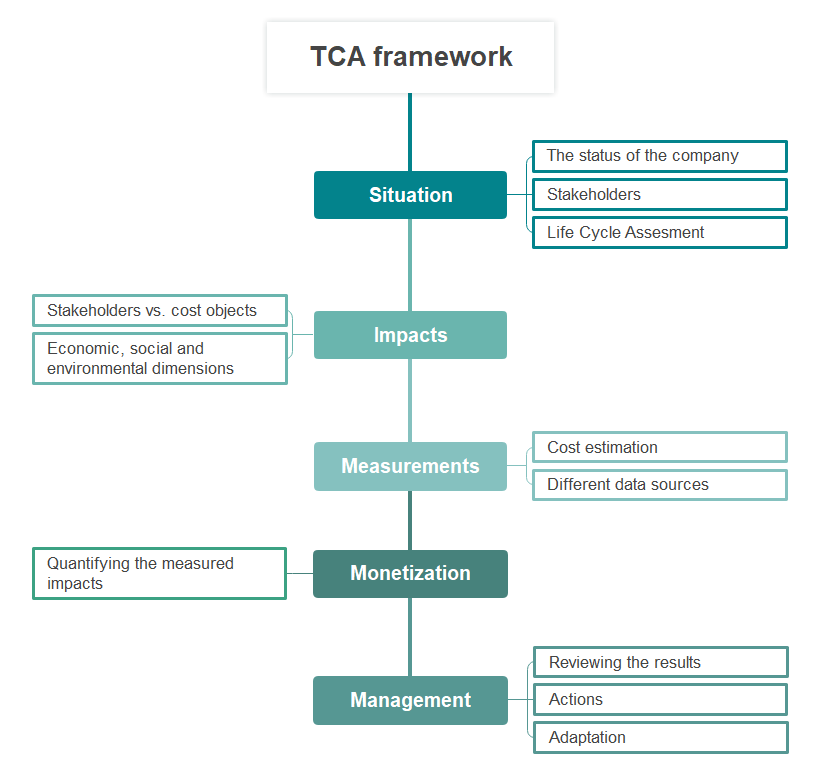 TCA framework
Situation
The status of the company
Stakeholders
Life Cycle Assesment
Impacts
Stakeholders vs. cost objects
Economic, social and
environmental dimensions
Measurements
Cost estimation
Different data sources
Monetization
Quantifying the measured
impacts
Management
Reviewing the results
Actions
Adaptation